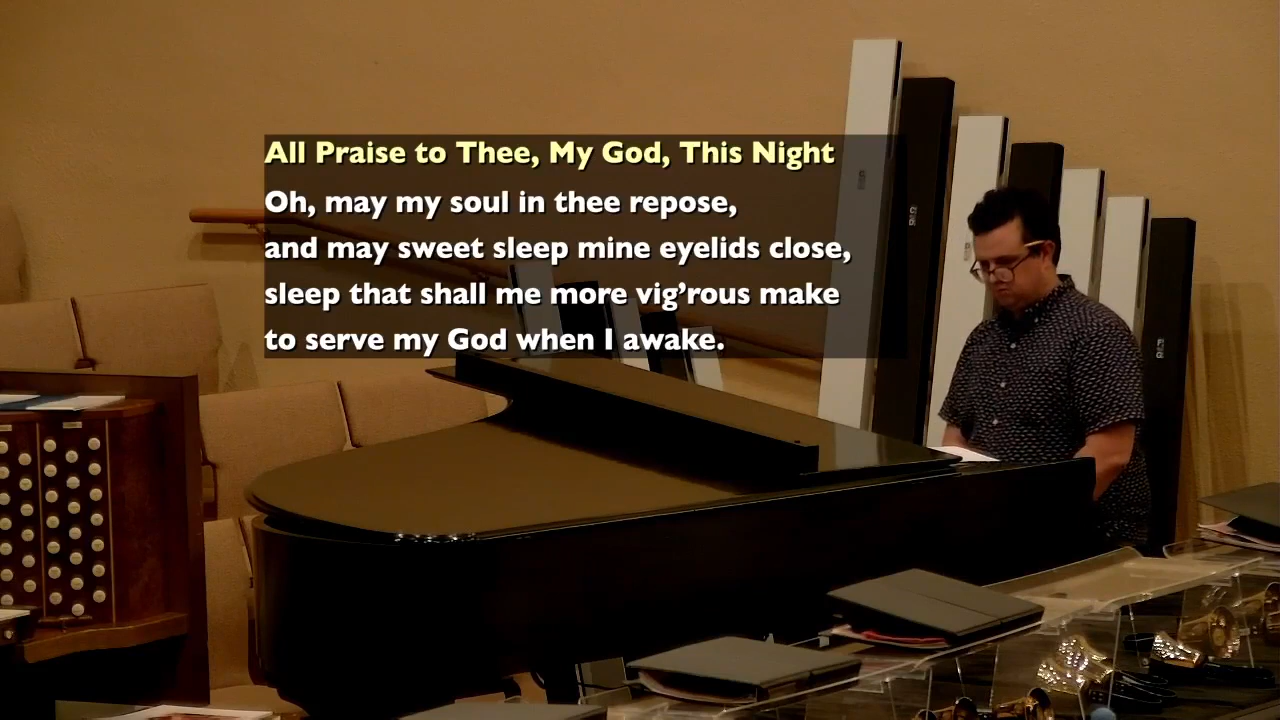 All Praise to Thee, My God, This Night
Oh, may my soul in thee repose,
and may sweet sleep mine eyelids close,
sleep that shall me more vig’rous make
to serve my God when I awake.